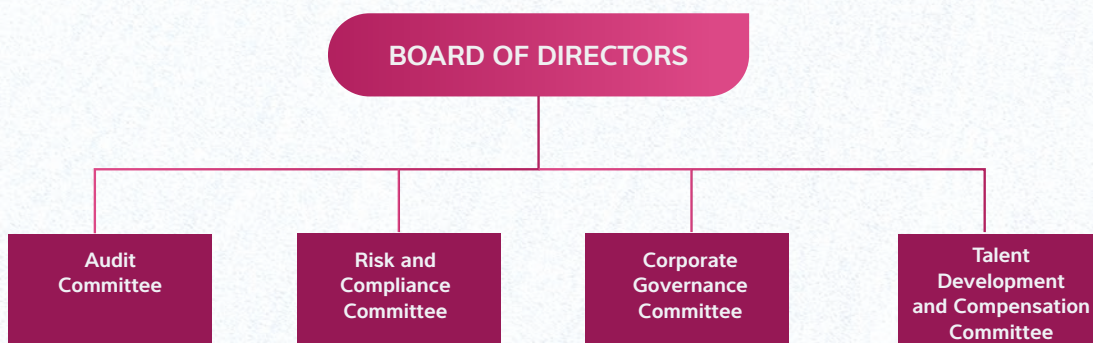 BOARD OF DIRECTORS
Audit
Committee
Risk and
Compliance
Committee
Corporate
Governance
Committee
Talent
Development
and Compensation
Committee